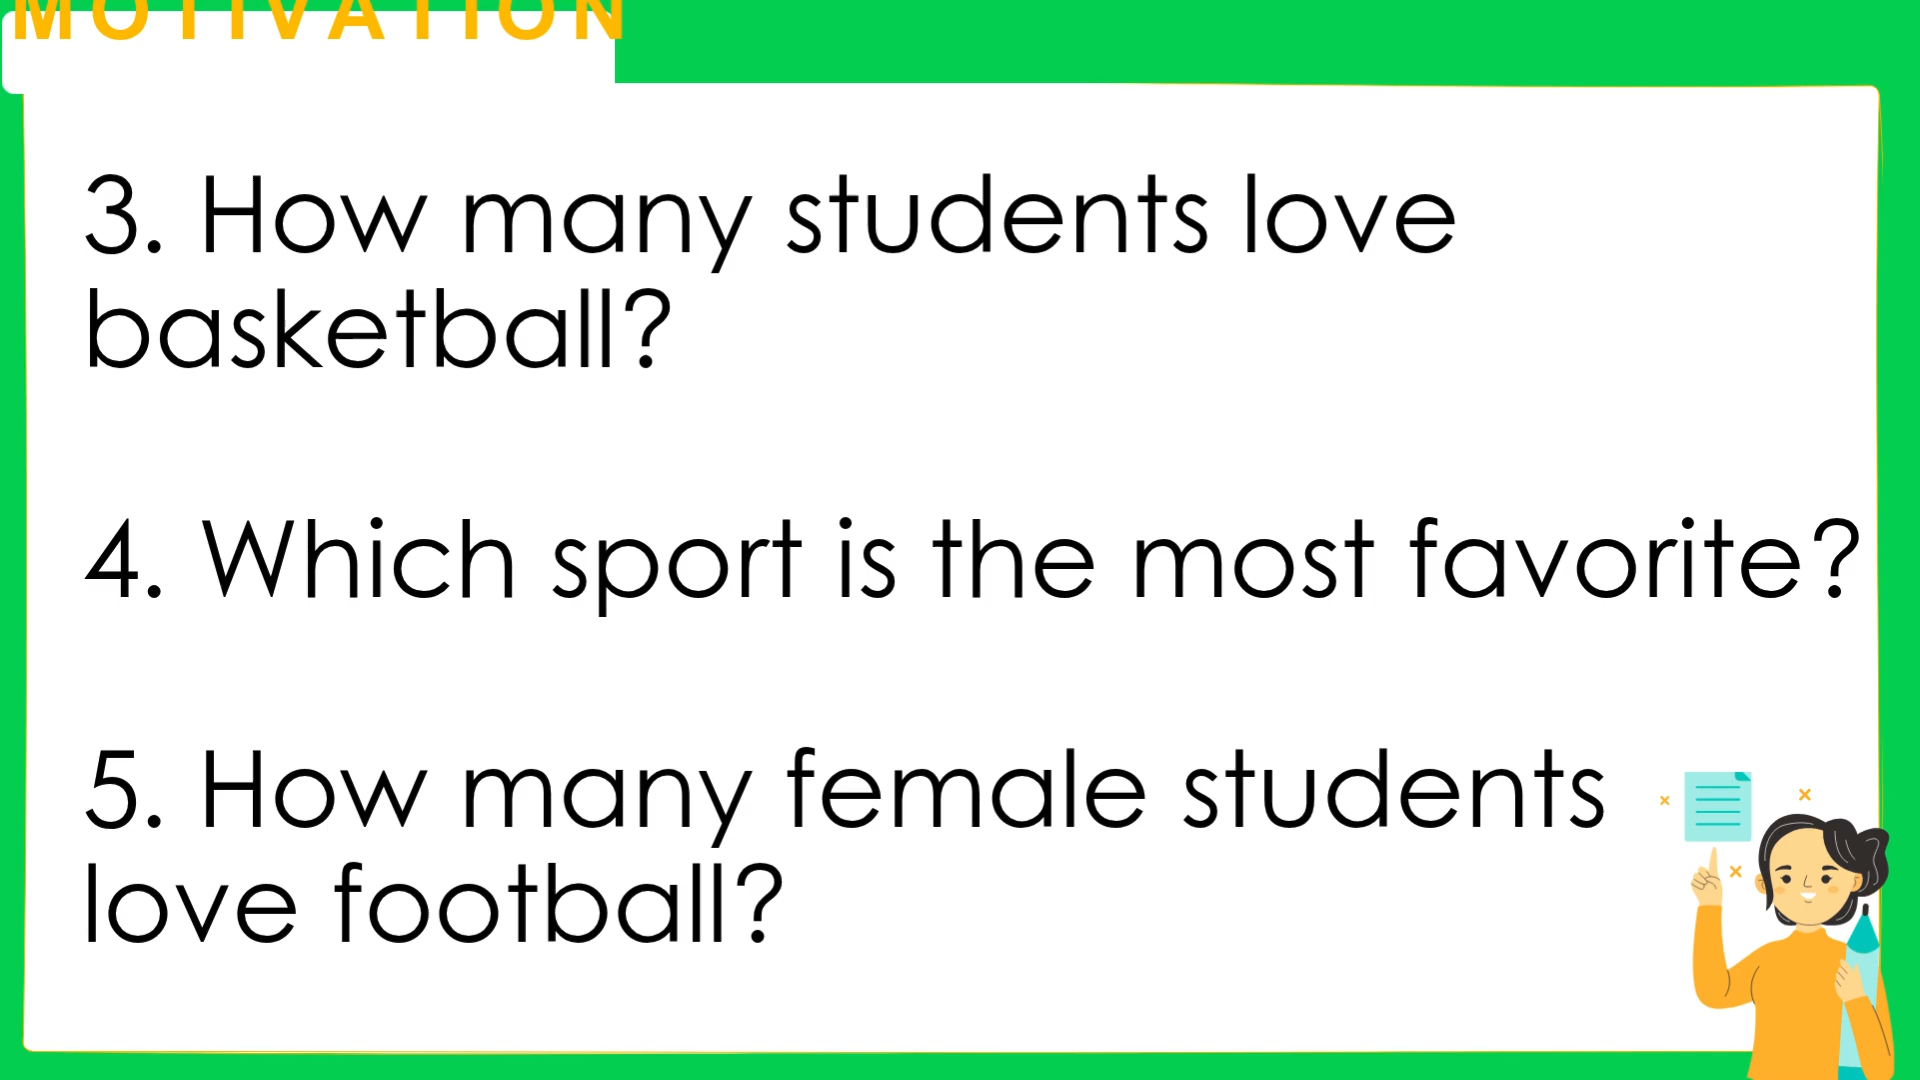 MOTIVATION
3. How many students love
basketball?
4. Which sport is the most favorite?
5. How many female students
love football?